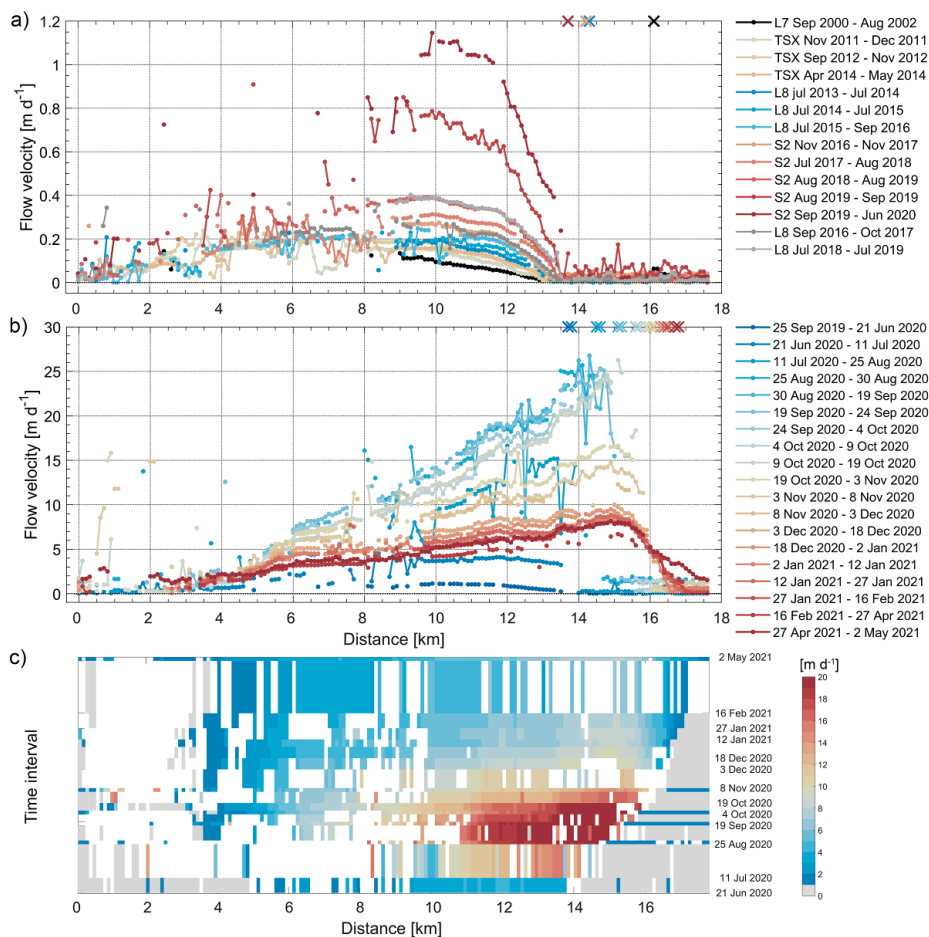 a)
Flow velocity [m d⁻¹]
1.2
1
0.8
0.6
0.4
0.2
0
0 2 4 6 8 10 12 14 16 18
L7 Sep 2000 - Aug 2002
TSX Nov 2011 - Dec 2011
TSX Sep 2012 - Nov 2012
TSX Apr 2014 - May 2014
L8 jul 2013 - Jul 2014
L8 Jul 2014 - Jul 2015
L8 Jul 2015 - Sep 2016
S2 Nov 2016 - Nov 2017
S2 Jul 2017 - Aug 2018
S2 Aug 2018 - Aug 2019
S2 Aug 2019 - Sep 2019
S2 Sep 2019 - Jun 2020
L8 Sep 2016 - Oct 2017
L8 Jul 2018 - Jul 2019
b)
Flow velocity [m d⁻¹]
30
25
20
15
10
5
0
0 2 4 6 8 10 12 14 16 18
Distance [km]
25 Sep 2019 - 21 Jun 2020
21 Jun 2020 - 11 Jul 2020
11 Jul 2020 - 25 Aug 2020
25 Aug 2020 - 30 Aug 2020
30 Aug 2020 - 19 Sep 2020
19 Sep 2020 - 24 Sep 2020
24 Sep 2020 - 4 Oct 2020
4 Oct 2020 - 9 Oct 2020
9 Oct 2020 - 19 Oct 2020
19 Oct 2020 - 3 Nov 2020
3 Nov 2020 - 8 Nov 2020
8 Nov 2020 - 3 Dec 2020
3 Dec 2020 - 18 Dec 2020
18 Dec 2020 - 2 Jan 2021
2 Jan 2021 - 12 Jan 2021
12 Jan 2021 - 27 Jan 2021
27 Jan 2021 - 16 Feb 2021
16 Feb 2021 - 27 Apr 2021
27 Apr 2021 - 2 May 2021
c)
Time interval
2 May 2021
16 Feb 2021
27 Jan 2021
12 Jan 2021
18 Dec 2020
3 Dec 2020
8 Nov 2020
19 Oct 2020
4 Oct 2020
19 Sep 2020
25 Aug 2020
11 Jul 2020
21 Jun 2020
0 2 4 6 8 10 12 14 16
Distance [km]
[m d⁻¹]
20
18
16
14
12
10
8
6
4
2
0